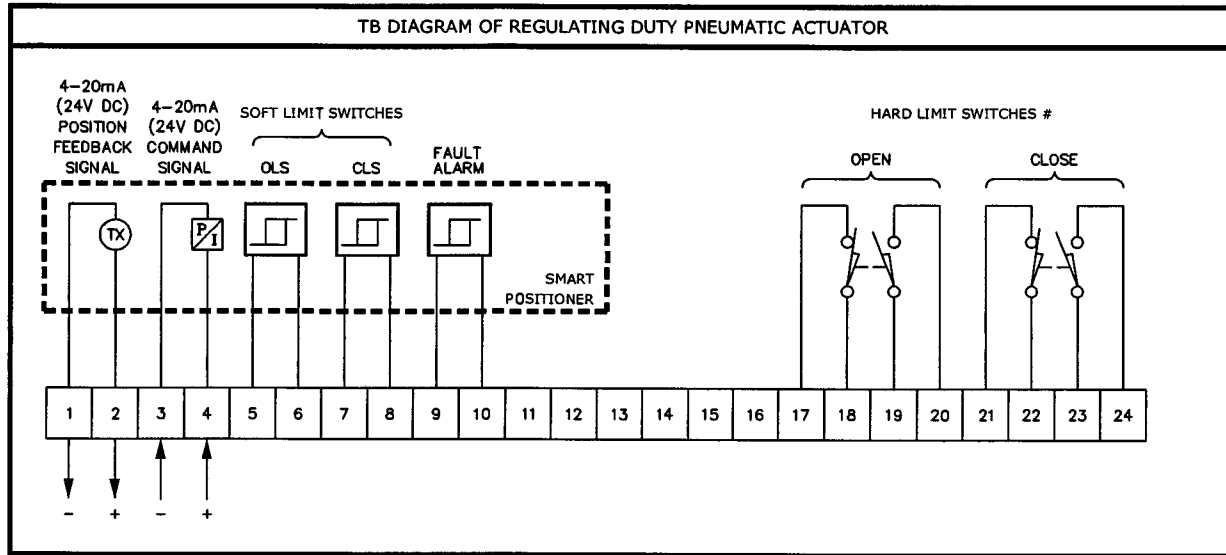 TB DIAGRAM OF REGULATING DUTY PNEUMATIC ACTUATOR
4-20mA
(24V DC)
POSITION
FEEDBACK
SIGNAL
4-20mA
(24V DC)
COMMAND
SIGNAL
SOFT LIMIT SWITCHES
OLS
CLS
FAULT
ALARM
HARD LIMIT SWITCHES #
OPEN
CLOSE
TX
P/I
SMART
POSITIONER
1 2 3 4 5 6 7 8 9 10 11 12 13 14 15 16 17 18 19 20 21 22 23 24
- + - +